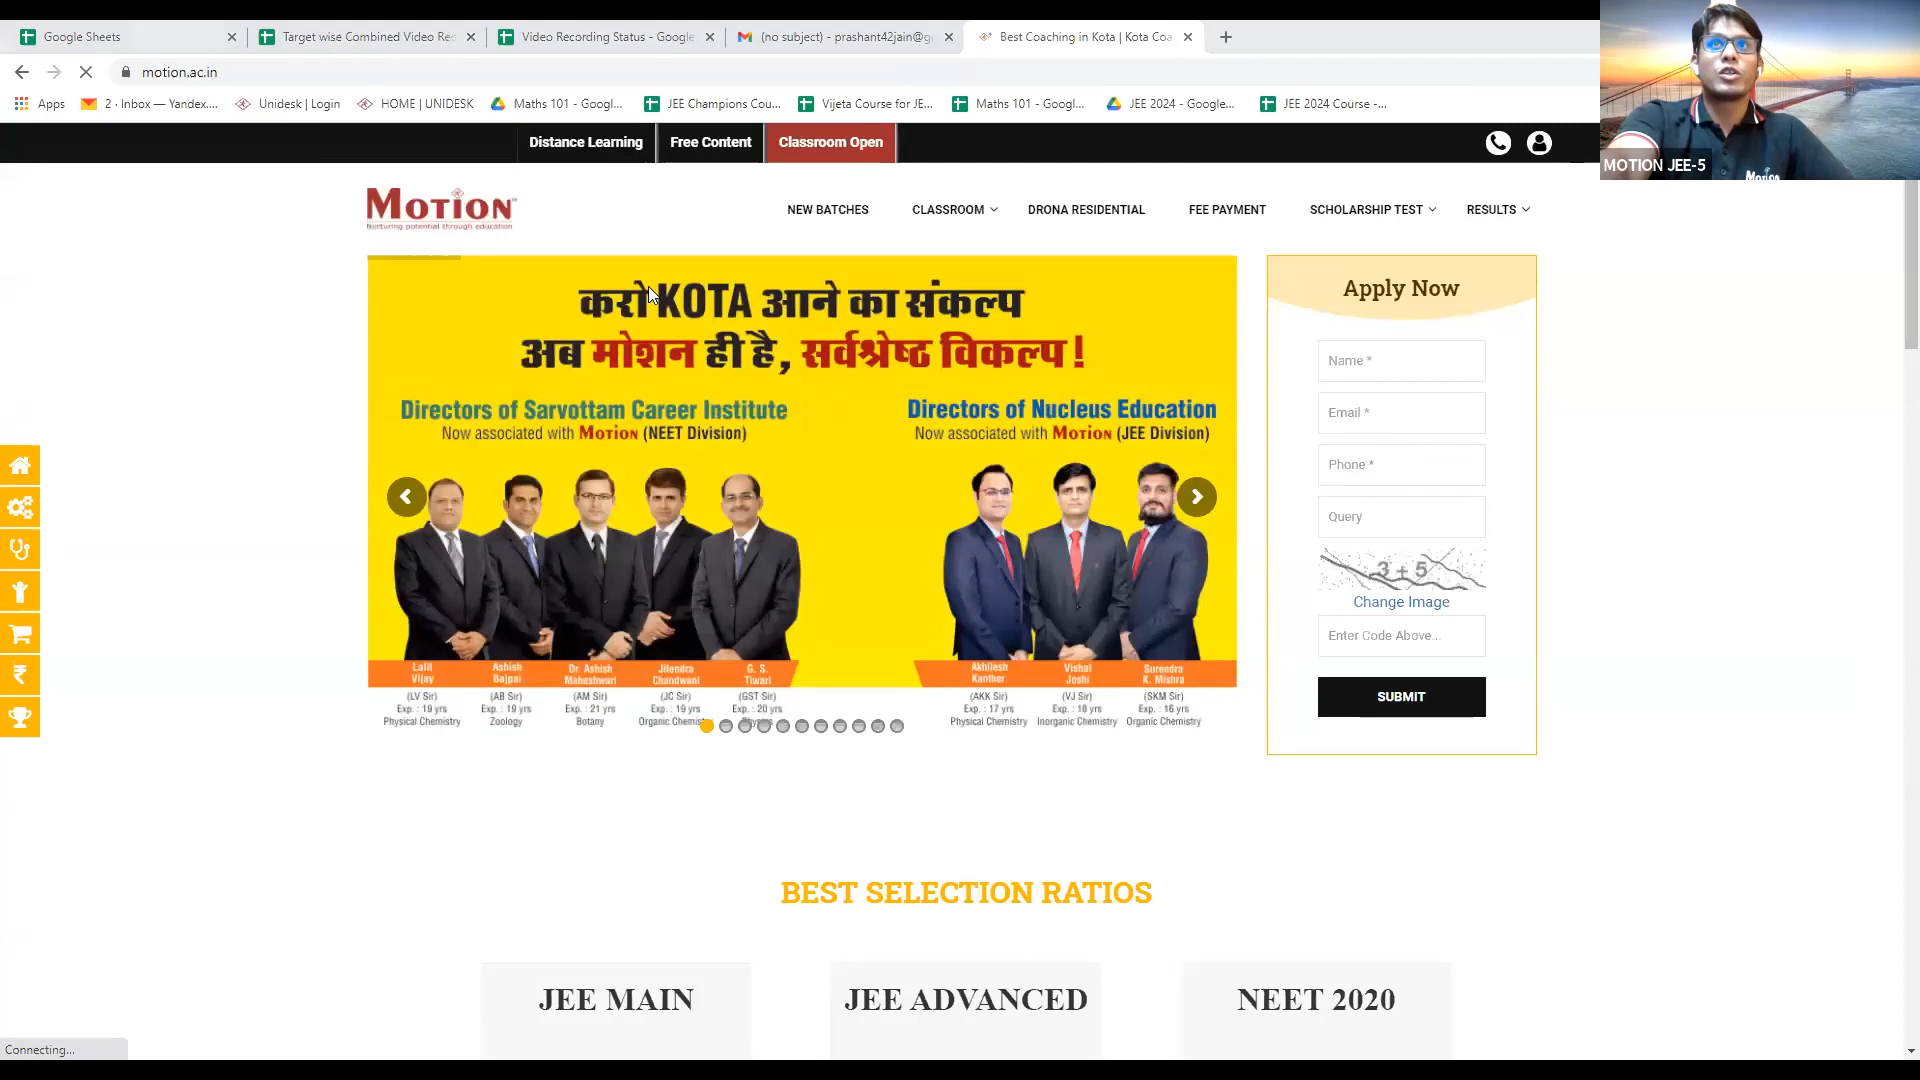 Google Sheets
Target wise Combined Video Rec
Video Recording Status - Google
(no subject) - prashant42jain@g
Best Coaching in Kota | Kota Coa
motion.ac.in
Apps
2 · Inbox — Yandex....
Unidesk | Login
HOME | UNIDESK
Maths 101 - Googl...
JEE Champions Cou...
Vijeta Course for JE...
Maths 101 - Googl...
JEE 2024 - Google...
JEE 2024 Course -...
Distance Learning
Free Content
Classroom Open
MOTION JEE-5
Motion
MOTION
Nurturing potential through education
NEW BATCHES
CLASSROOM
DRONA RESIDENTIAL
FEE PAYMENT
SCHOLARSHIP TEST
RESULTS
करो KOTA आने का संकल्प
अब मोशन ही है, सर्वश्रेष्ठ विकल्प !
Directors of Sarvottam Career Institute
Now associated with MOTION (NEET Division)
Directors of Nucleus Education
Now associated with MOTION (JEE Division)
Lalit Vijay
(LV Sir)
Exp. : 19 yrs
Physical Chemistry
Ashish Bajpai
(AB Sir)
Exp. : 19 yrs
Zoology
Dr. Ashish Maheshwari
(AM Sir)
Exp. : 21 yrs
Botany
Jitendra Chandwani
(JC Sir)
Exp. : 19 yrs
Organic Chemist
G. S. Tiwari
(GST Sir)
Exp. : 20 yrs
Akhilesh Kanther
(AKK Sir)
Exp. : 17 yrs
Physical Chemistry
Vishal Joshi
(VJ Sir)
Exp. : 18 yrs
Inorganic Chemistry
Surendra K. Mishra
(SKM Sir)
Exp. : 16 yrs
Organic Chemistry
Apply Now
Name *
Email *
Phone *
Query
3 + 5
Change Image
Enter Code Above...
SUBMIT
BEST SELECTION RATIOS
JEE MAIN
JEE ADVANCED
NEET 2020
Connecting...